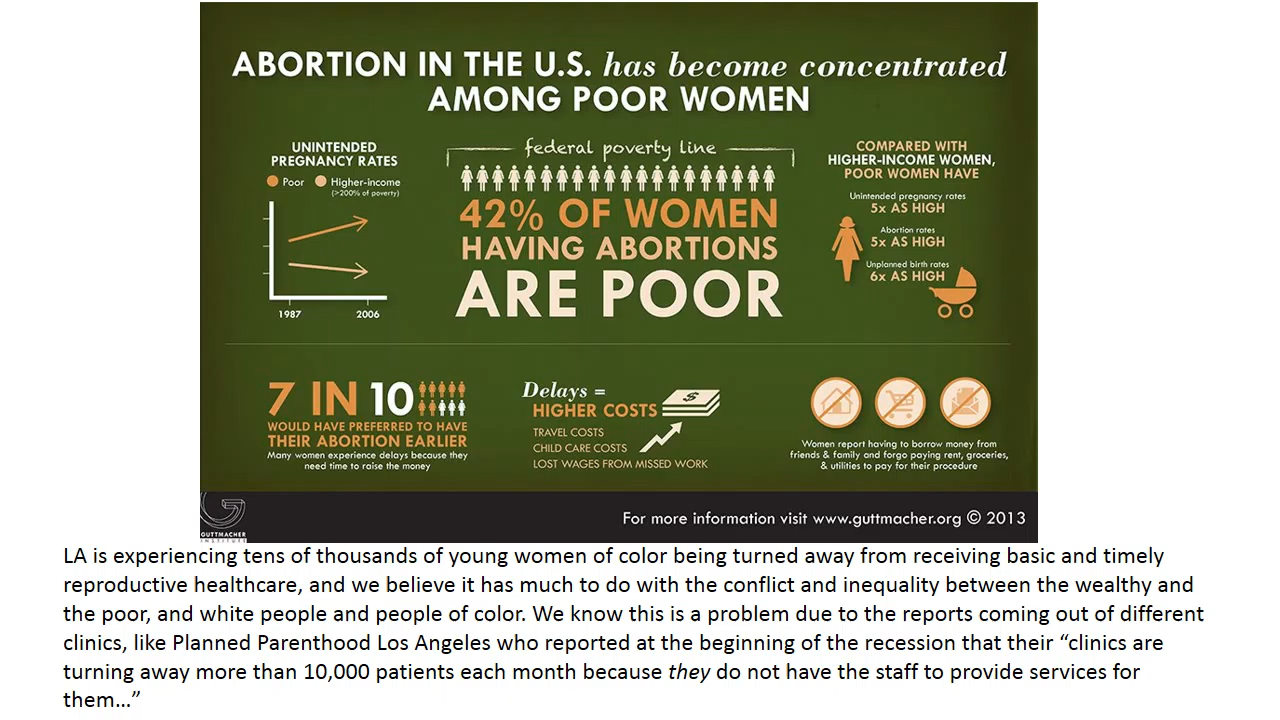 ABORTION IN THE U.S. has become concentrated
AMONG POOR WOMEN
UNINTENDED
PREGNANCY RATES
Poor Higher-income
(>200% of poverty)
1987 2006
federal poverty line
42% OF WOMEN
HAVING ABORTIONS
ARE POOR
COMPARED WITH
HIGHER-INCOME WOMEN,
POOR WOMEN HAVE
Unintended pregnancy rates
5x AS HIGH
Abortion rates
5x AS HIGH
Unplanned birth rates
6x AS HIGH
7 IN 10
WOULD HAVE PREFERRED TO HAVE
THEIR ABORTION EARLIER
Many women experience delays because they
need time to raise the money
Delays =
HIGHER COSTS
$
TRAVEL COSTS
CHILD CARE COSTS
LOST WAGES FROM MISSED WORK
Women report having to borrow money from
friends & family and forgo paying rent, groceries,
& utilities to pay for their procedure
GUTTMACHER
INSTITUTE
For more information visit www.guttmacher.org © 2013
LA is experiencing tens of thousands of young women of color being turned away from receiving basic and timely
reproductive healthcare, and we believe it has much to do with the conflict and inequality between the wealthy and
the poor, and white people and people of color. We know this is a problem due to the reports coming out of different
clinics, like Planned Parenthood Los Angeles who reported at the beginning of the recession that their “clinics are
turning away more than 10,000 patients each month because they do not have the staff to provide services for
them…”